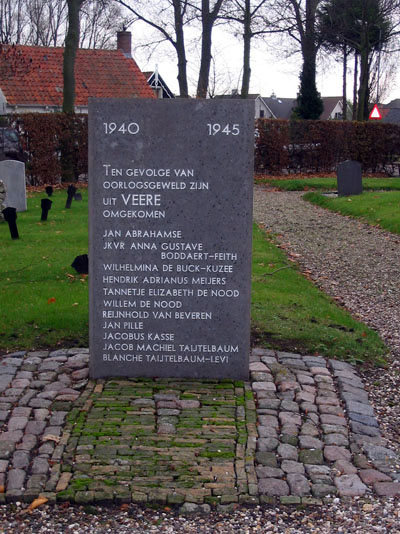 1940 1945
TEN GEVOLGE VAN
OORLOGSGEWELD ZIJN
UIT VEERE
OMGEKOMEN
JAN ABRAHAMSE
JKVR ANNA GUSTAVE
BODDAERT-FEITH
WILHELMINA DE BUCK-KUZEE
HENDRIK ADRIANUS MEIJERS
TANNETJE ELIZABETH DE NOOD
WILLEM DE NOOD
REIJNHOLD VAN BEVEREN
JAN PILLE
JACOBUS KASSE
JACOB MACHIEL TAIJTELBAUM
BLANCHE TAIJTELBAUM-LEVI